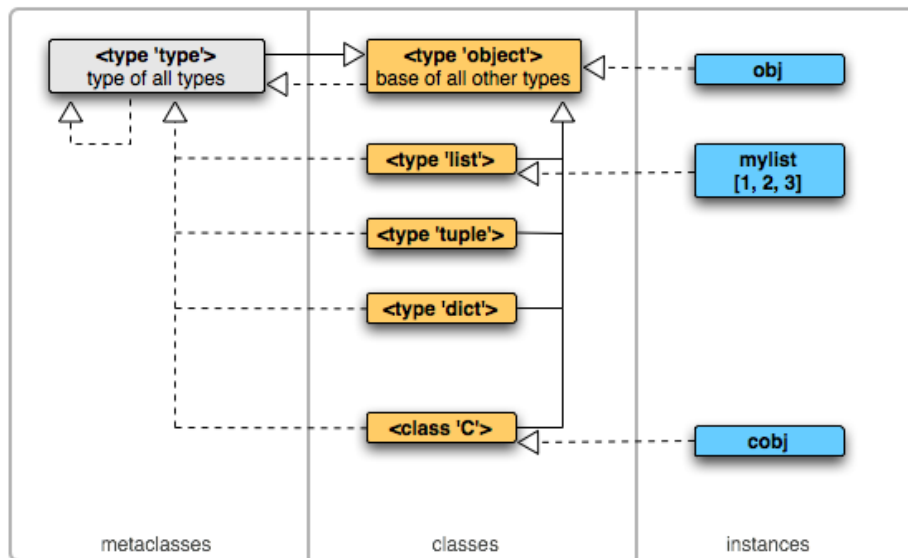 <type 'type'>
type of all types
<type 'object'>
base of all other types
obj
<type 'list'>
mylist
[1, 2, 3]
<type 'tuple'>
<type 'dict'>
<class 'C'>
cobj
metaclasses
classes
instances